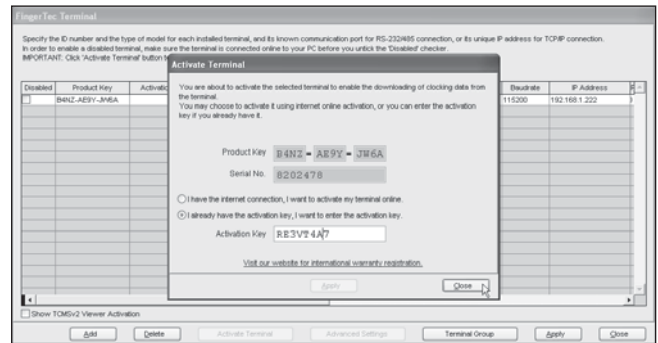 FingerTec Terminal
Specify the ID number and the type of model for each installed terminal, and its known communication port for RS-232/485 connection, or its unique IP address for TCP/IP connection.
In order to enable a disabled terminal, make sure the terminal is connected online to your PC before you untick the 'Disabled' checker.
IMPORTANT: Click 'Activate Terminal' button t
Activate Terminal
You are about to activate the selected terminal to enable the downloading of clocking data from
the terminal.
You may choose to activate it using internet online activation, or you can enter the activation
key if you already have it.
Disabled Product Key Activatio Baudrate IP Address
B4NZ-AE9Y-JW6A 115200 192.168.1.222
Product Key B4NZ - AE9Y - JW6A
Serial No. 8202478
I have the internet connection, I want to activate my terminal online.
I already have the activation key, I want to enter the activation key.
Activation Key RE3VT4A7
Visit our website for international warranty registration.
Apply Close
Show TCMSv2 Viewer Activation
Add Delete Activate Terminal Advanced Settings Terminal Group Apply Close